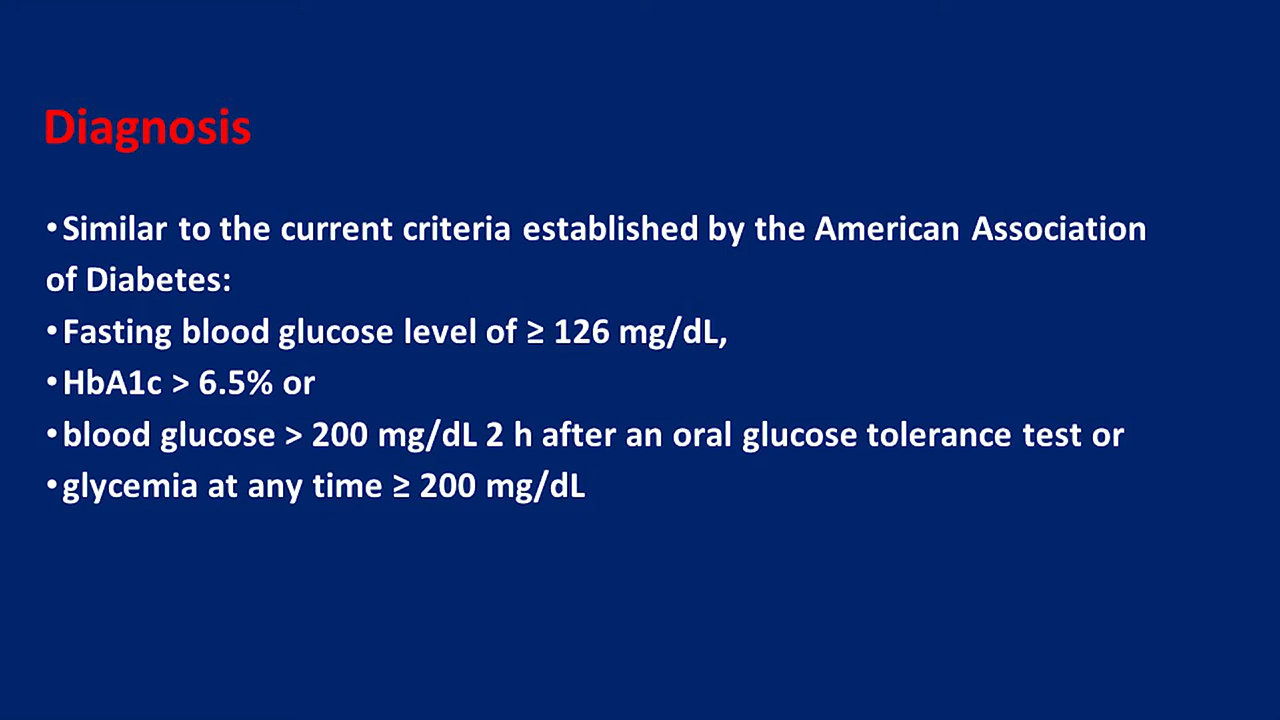 Diagnosis
•Similar to the current criteria established by the American Association
of Diabetes:
•Fasting blood glucose level of ≥ 126 mg/dL,
•HbA1c > 6.5% or
•blood glucose > 200 mg/dL 2 h after an oral glucose tolerance test or
•glycemia at any time ≥ 200 mg/dL